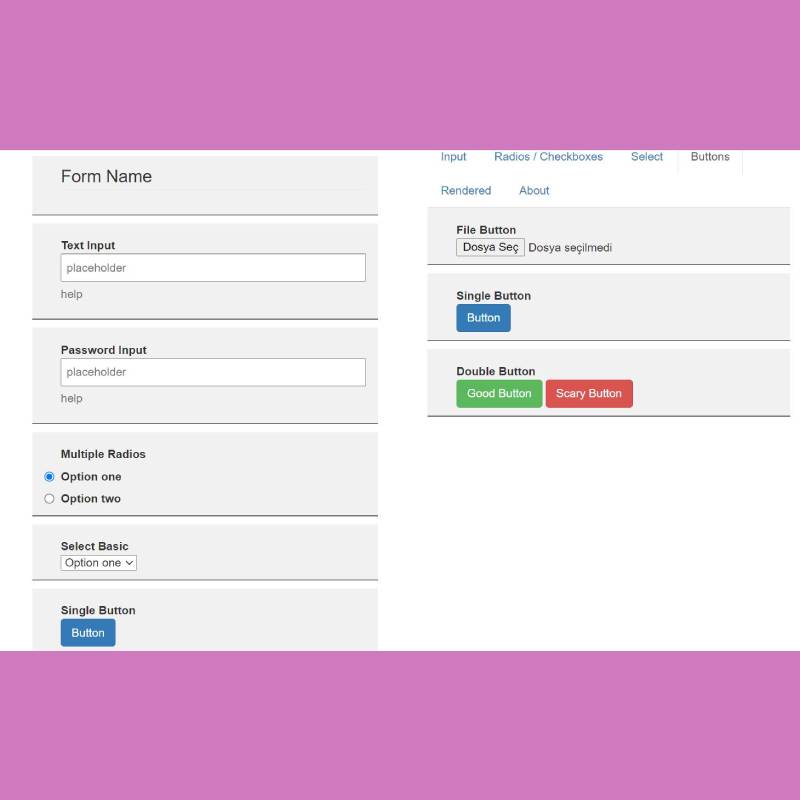 Form Name
Text Input
placeholder
help
Password Input
placeholder
help
Multiple Radios
Option one
Option two
Select Basic
Option one
Single Button
Button
Input Radios / Checkboxes Select Buttons
Rendered About
File Button
Dosya Seç Dosya seçilmedi
Single Button
Button
Double Button
Good Button Scary Button